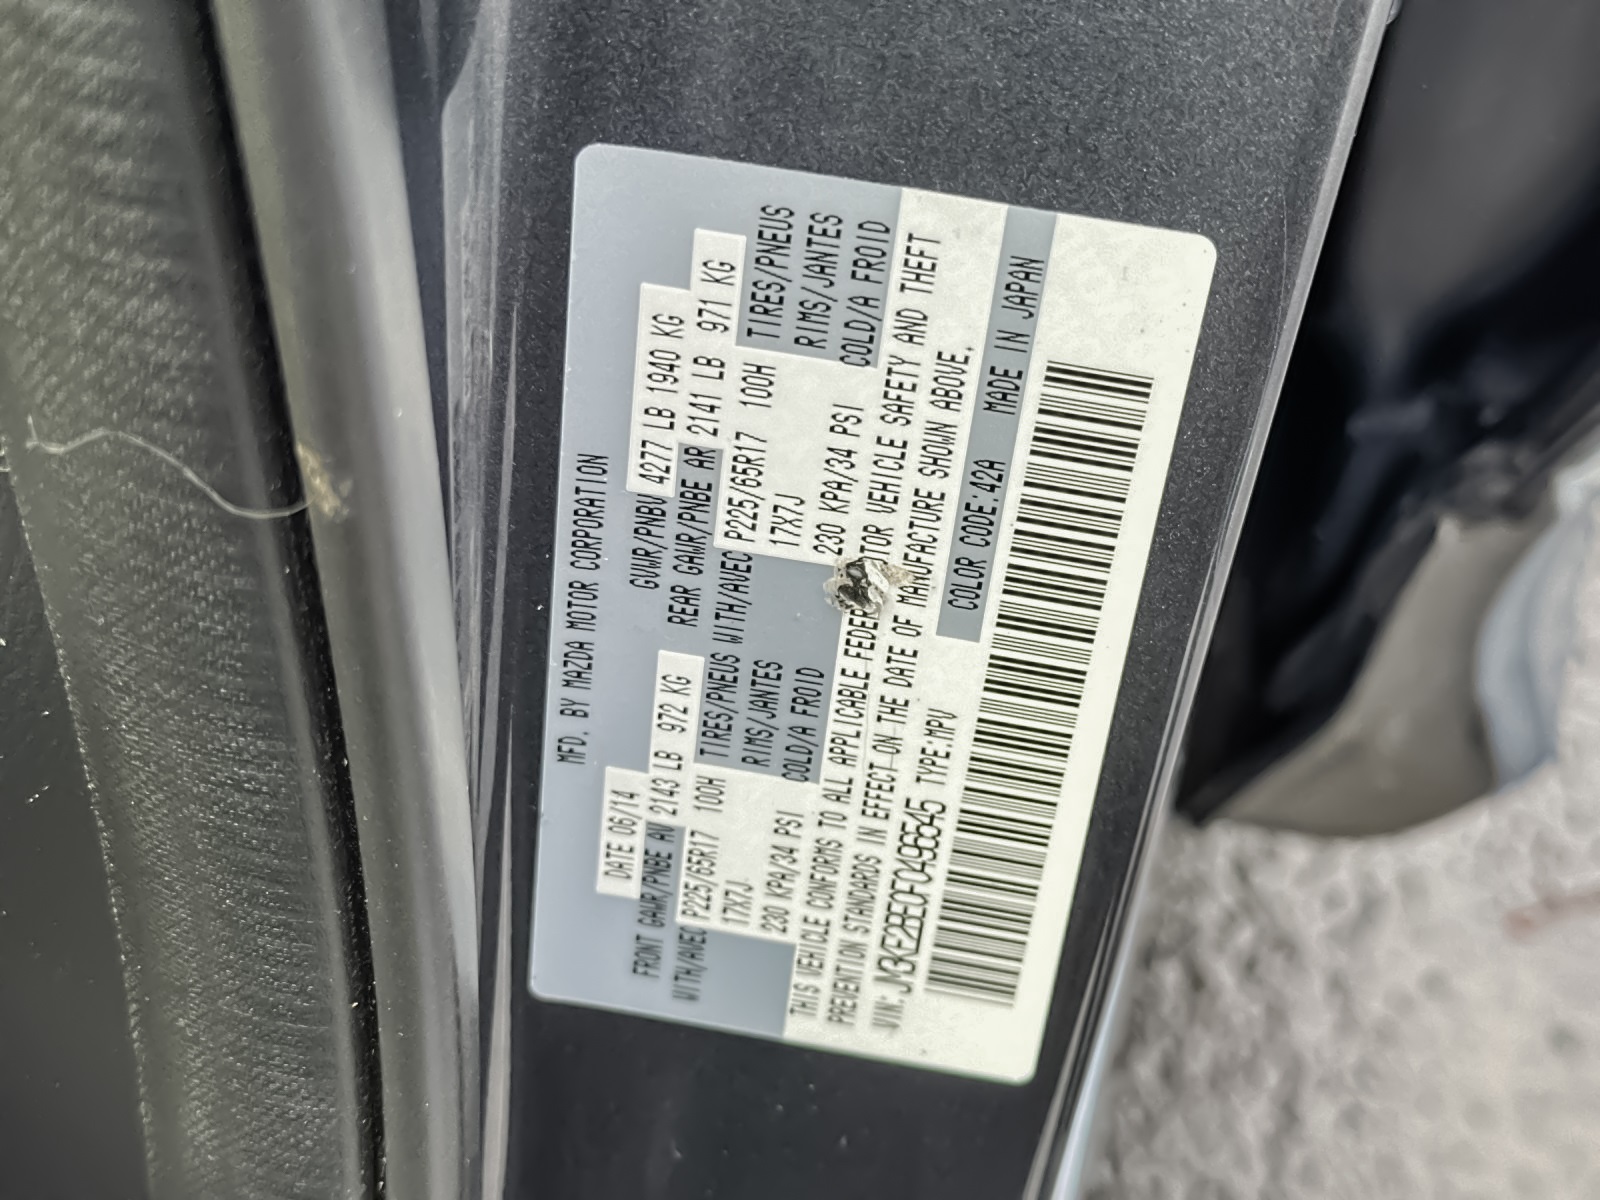 MFD. BY MAZDA MOTOR CORPORATION
DATE 06/14 GVWR/PNBV 4277 LB 1940 KG
FRONT GAWR/PNBE AV 2143 LB 972 KG REAR GAWR/PNBE AR 2141 LB 971 KG
WITH/AVEC P225/65R17 100H TIRES/PNEUS WITH/AVEC P225/65R17 100H TIRES/PNEUS
17X7J RIMS/JANTES 17X7J RIMS/JANTES
230 KPA/34 PSI COLD/A FROID 230 KPA/34 PSI COLD/A FROID
THIS VEHICLE CONFORMS TO ALL APPLICABLE VEHICLE SAFETY AND THEFT
PREVENTION STANDARDS IN EFFECT ON THE DATE OF MANUFACTURE SHOWN ABOVE.
VIN: JM3KE2BE0F0496545 TYPE:MPV COLOR CODE:42A MADE IN JAPAN